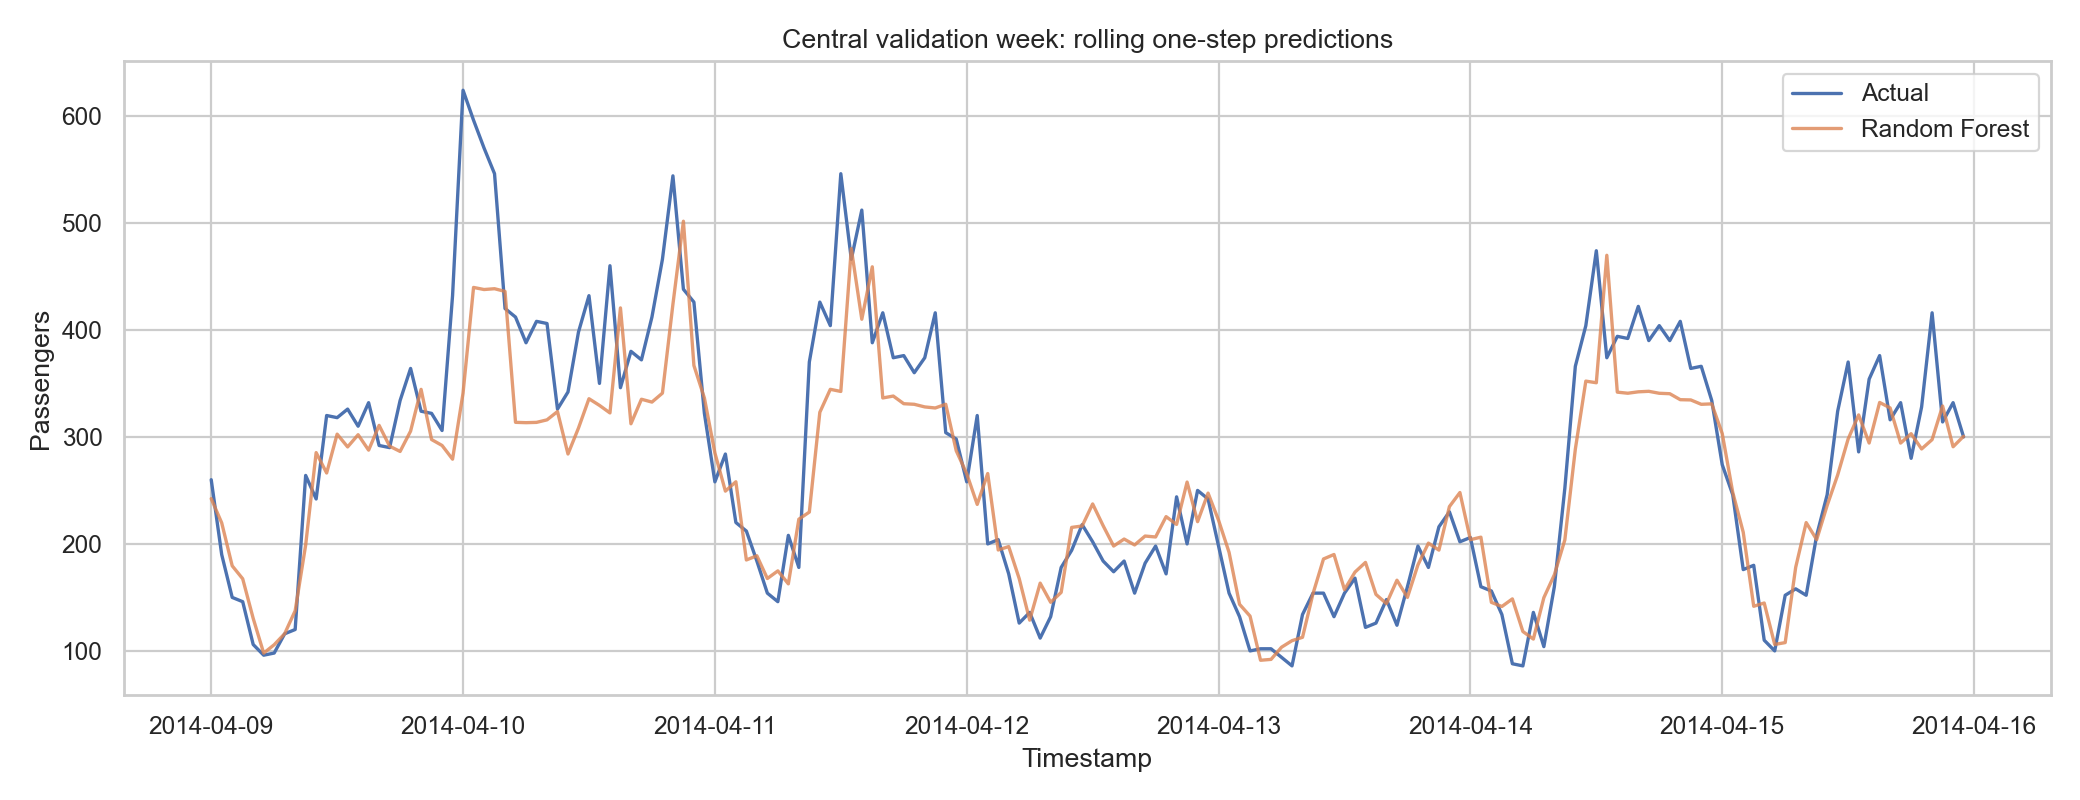 Central validation week: rolling one-step predictions
Actual
Random Forest
600
500
400
300
200
100
Passengers
2014-04-09
2014-04-10
2014-04-11
2014-04-12
2014-04-13
2014-04-14
2014-04-15
2014-04-16
Timestamp